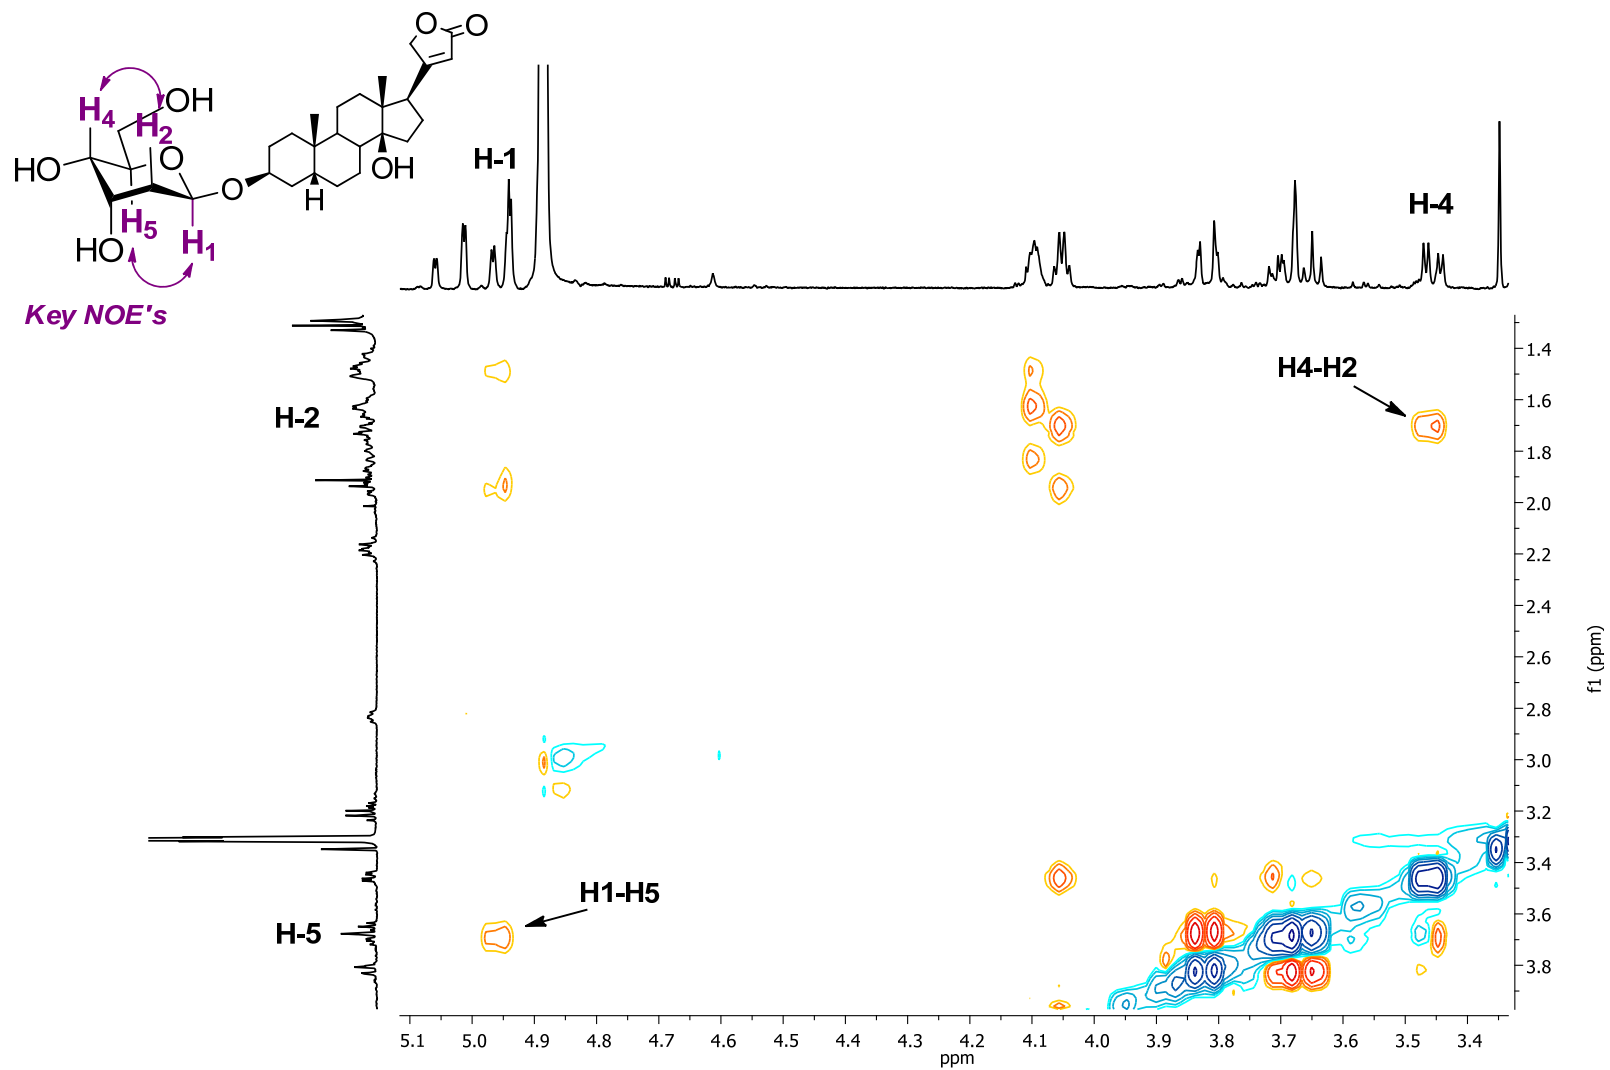 O
O
H4
OH
H2
HO
O
O
OH
H
H5
HO
H1
Key NOE's
H-1
H-4
H-2
H4-H2
H1-H5
H-5
1.4
1.6
1.8
2.0
2.2
2.4
2.6
2.8
3.0
3.2
3.4
3.6
3.8
f1 (ppm)
5.1 5.0 4.9 4.8 4.7 4.6 4.5 4.4 4.3 4.2 4.1 4.0 3.9 3.8 3.7 3.6 3.5 3.4
ppm